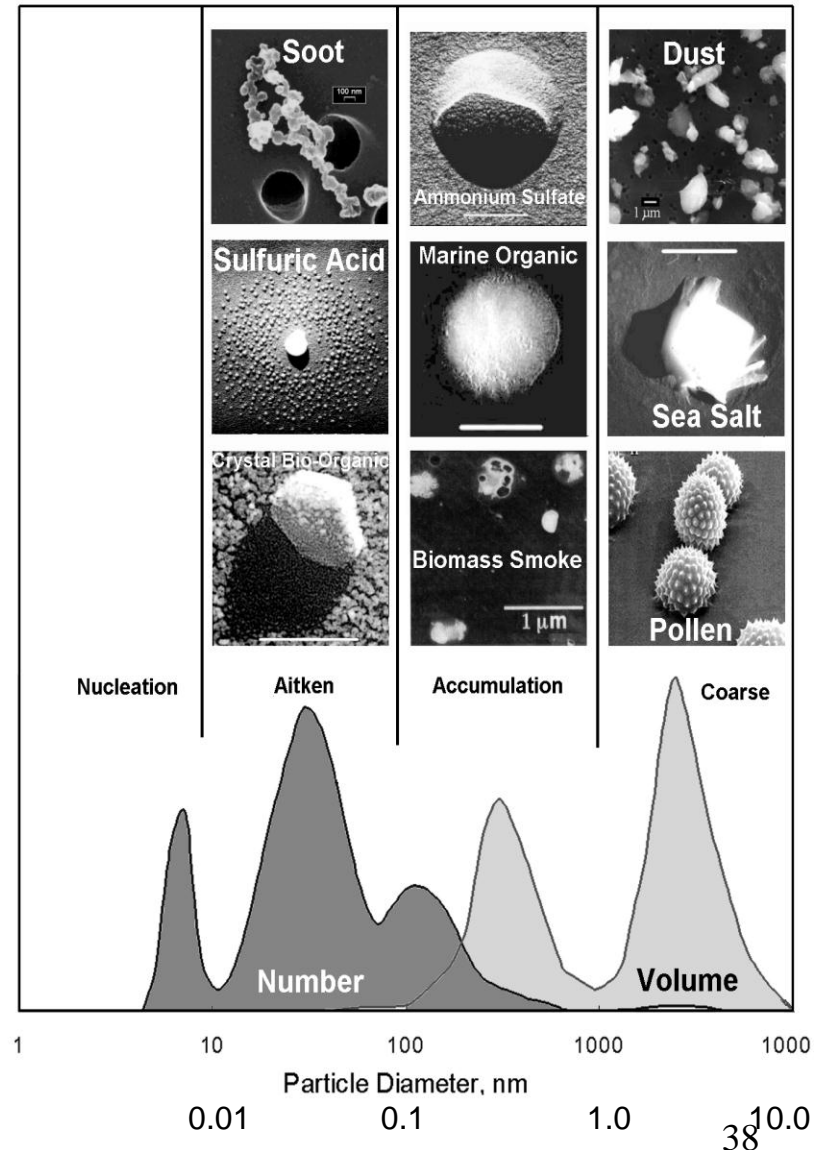 Soot
100 nm
Ammonium Sulfate
Dust
1 μm
Sulfuric Acid
Marine Organic
Sea Salt
Crystal Bio-Organic
Biomass Smoke
1 μm
Pollen
Nucleation Aitken Accumulation Coarse
Number Volume
1 10 100 1000 1000
Particle Diameter, nm
0.01 0.1 1.0 10.0
38